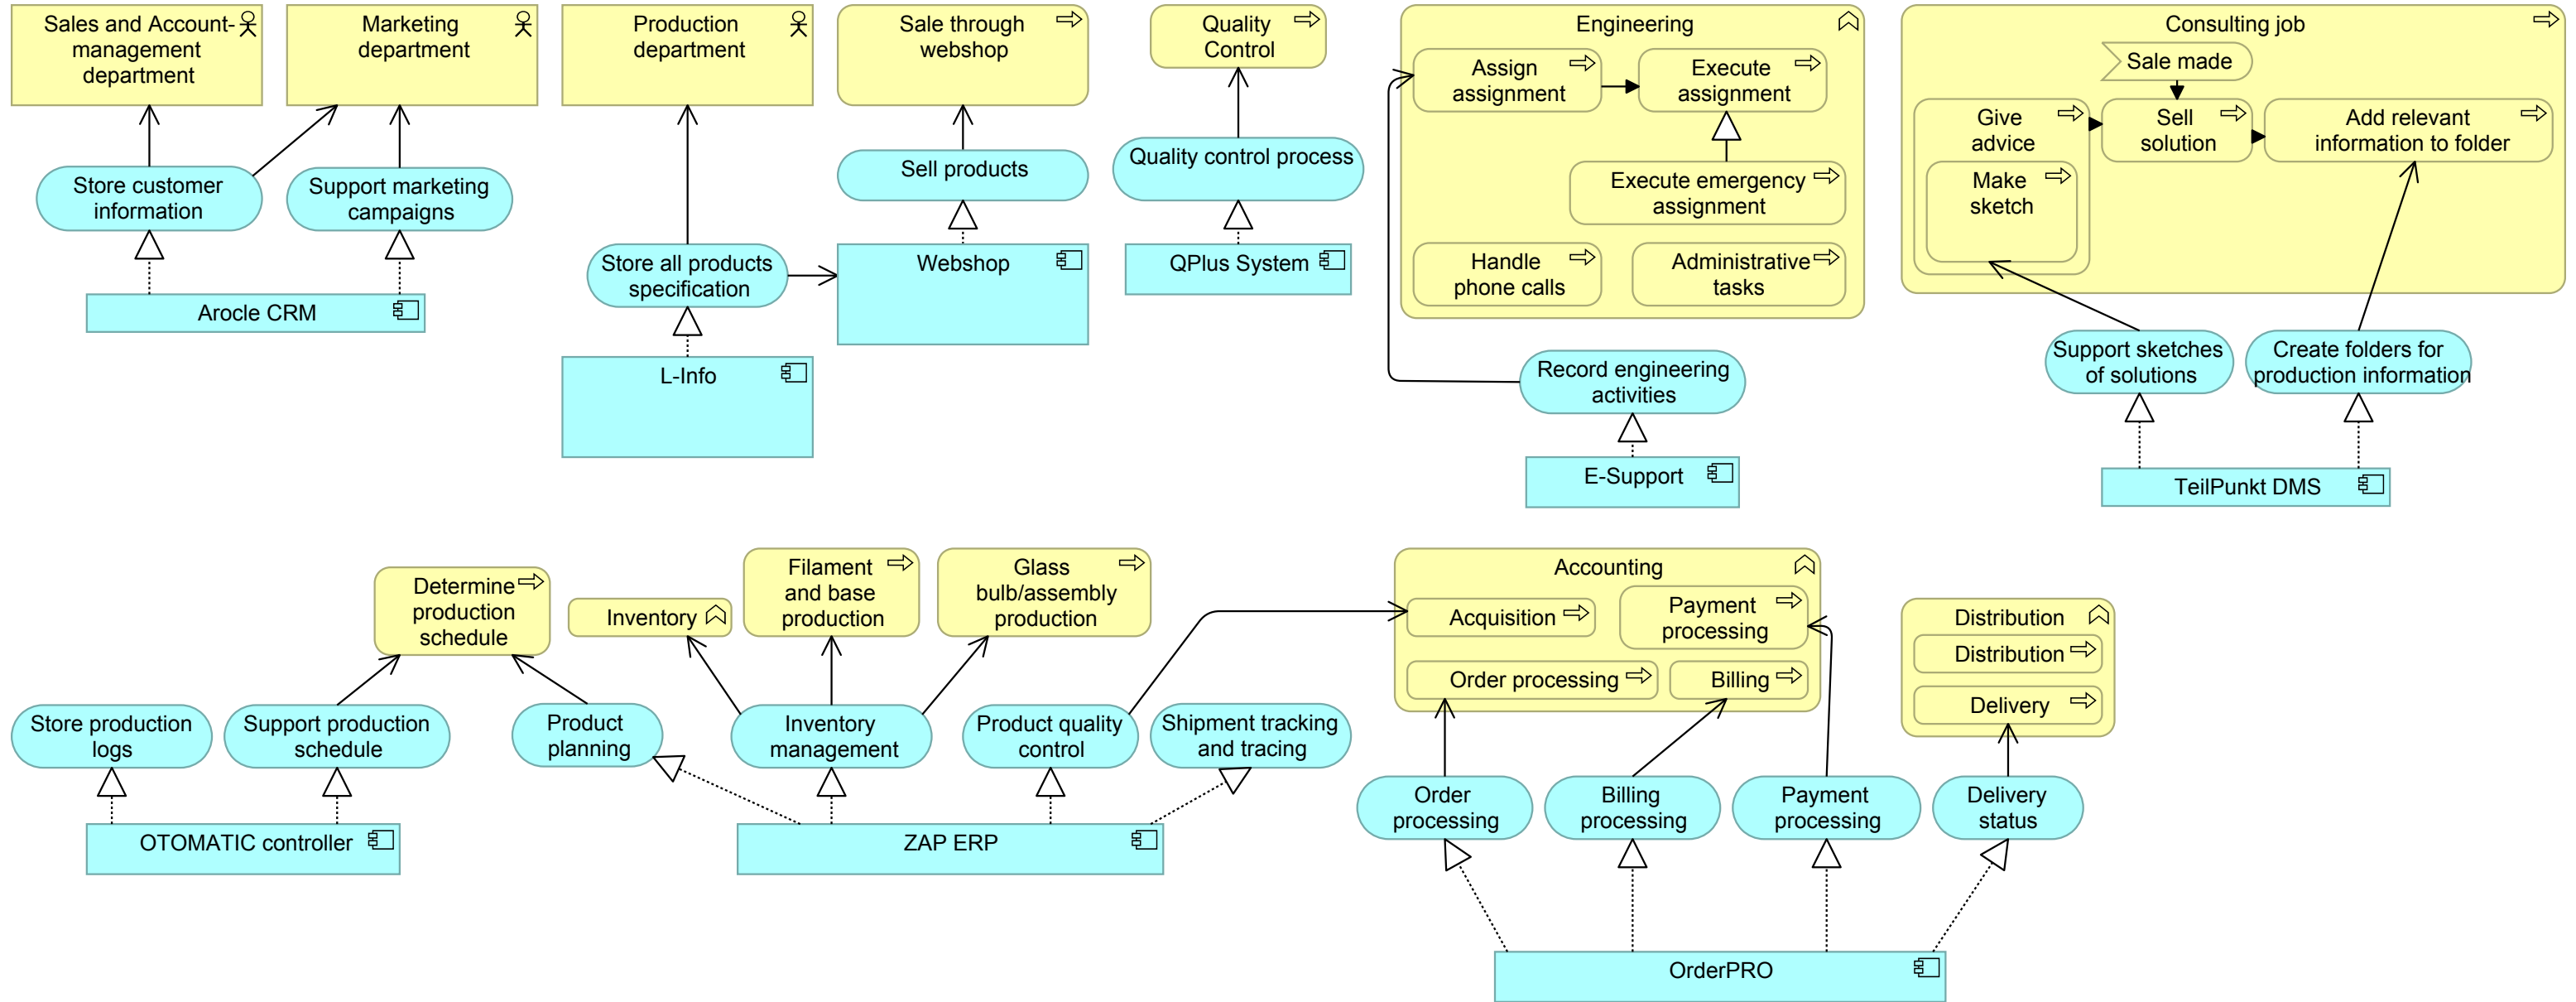 Sales and Account-
management
department
Marketing
department
Production
department
Sale through
webshop
Quality
Control
Engineering
Assign
assignment
Execute
assignment
Execute emergency
assignment
Handle
phone calls
Administrative
tasks
Consulting job
Sale made
Give
advice
Make
sketch
Sell
solution
Add relevant
information to folder
Store customer
information
Support marketing
campaigns
Arocle CRM
Store all products
specification
L-Info
Sell products
Webshop
Quality control process
QPlus System
Record engineering
activities
E-Support
Support sketches
of solutions
Create folders for
production information
TeilPunkt DMS
Determine
production
schedule
Inventory
Filament
and base
production
Glass
bulb/assembly
production
Accounting
Acquisition
Payment
processing
Order processing
Billing
Distribution
Distribution
Delivery
Store production
logs
Support production
schedule
Product
planning
Inventory
management
Product quality
control
Shipment tracking
and tracing
Order
processing
Billing
processing
Payment
processing
Delivery
status
OTOMATIC controller
ZAP ERP
OrderPRO